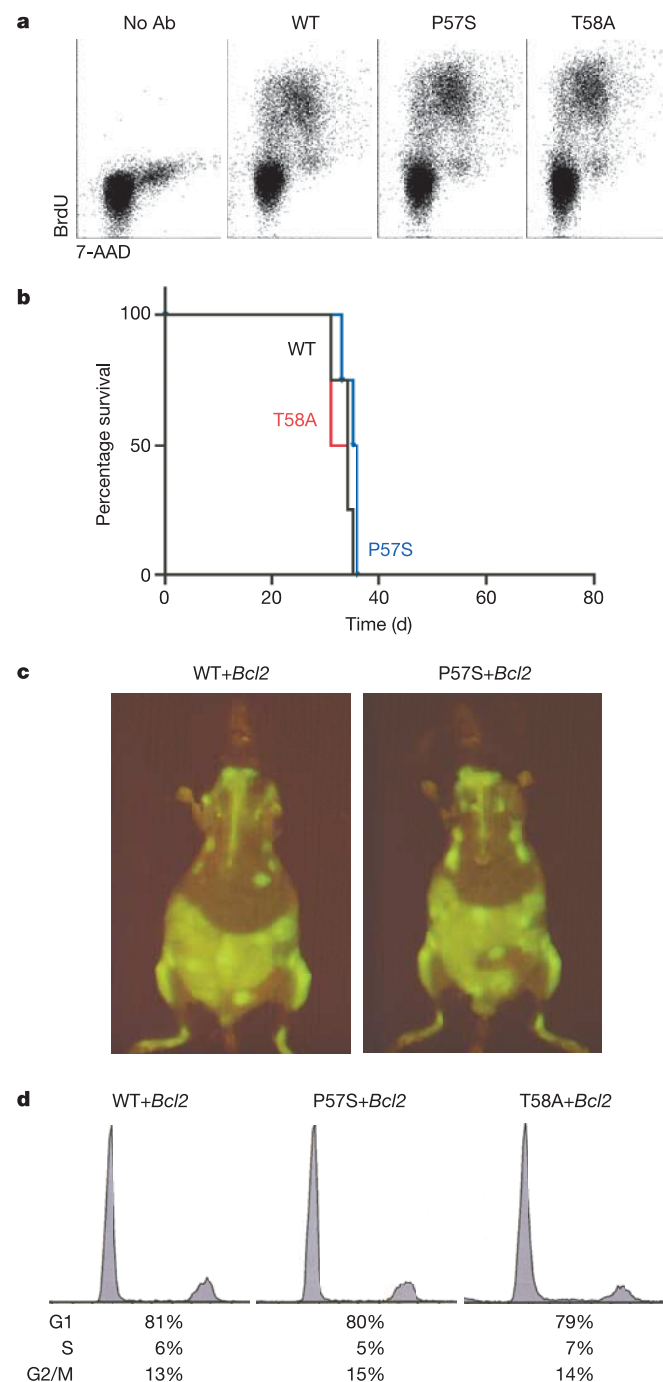 a
No Ab WT P57S T58A
BrdU
7-AAD
b
100
WT
T58A
50
Percentage survival
P57S
0
0 20 40 60 80
Time (d)
c
WT+Bcl2 P57S+Bcl2
d
WT+Bcl2 P57S+Bcl2 T58A+Bcl2
G1 81% 80% 79%
S 6% 5% 7%
G2/M 13% 15% 14%